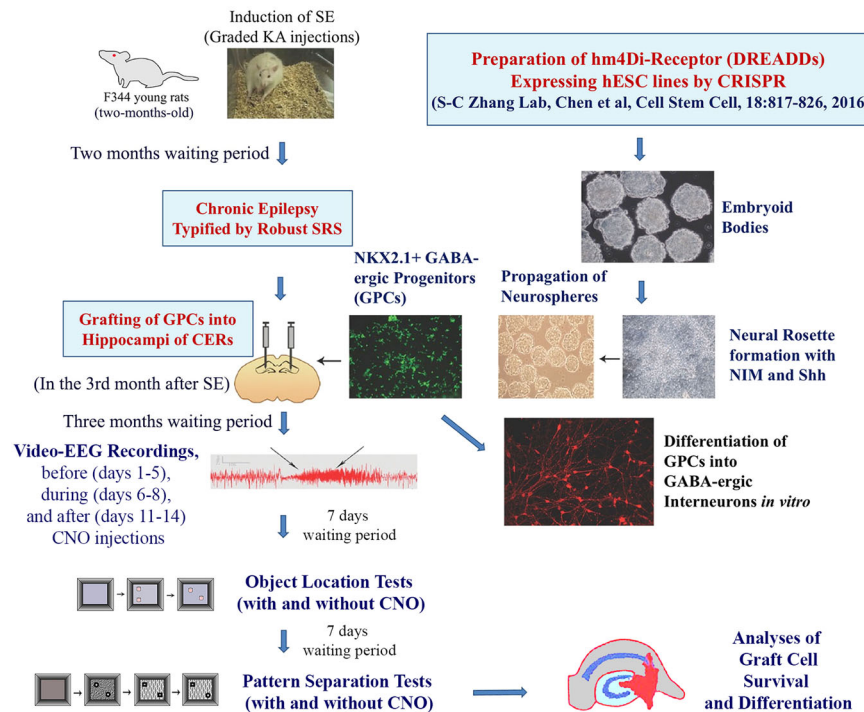 Induction of SE
(Graded KA injections)
F344 young rats
(two-months-old)
Two months waiting period
Chronic Epilepsy
Typified by Robust SRS
Grafting of GPCs into
Hippocampi of CERs
(In the 3rd month after SE)
Three months waiting period
Video-EEG Recordings,
before (days 1-5),
during (days 6-8),
and after (days 11-14)
CNO injections
7 days
waiting period
Object Location Tests
(with and without CNO)
7 days
waiting period
Pattern Separation Tests
(with and without CNO)
Analyses of
Graft Cell
Survival
and Differentiation
Preparation of hm4Di-Receptor (DREADDs)
Expressing hESC lines by CRISPR
(S-C Zhang Lab, Chen et al, Cell Stem Cell, 18:817-826, 2016)
Embryoid
Bodies
Neural Rosette
formation with
NIM and Shh
Propagation of
Neurospheres
NKX2.1+ GABA-
ergic Progenitors
(GPCs)
Differentiation of
GPCs into
GABA-ergic
Interneurons in vitro